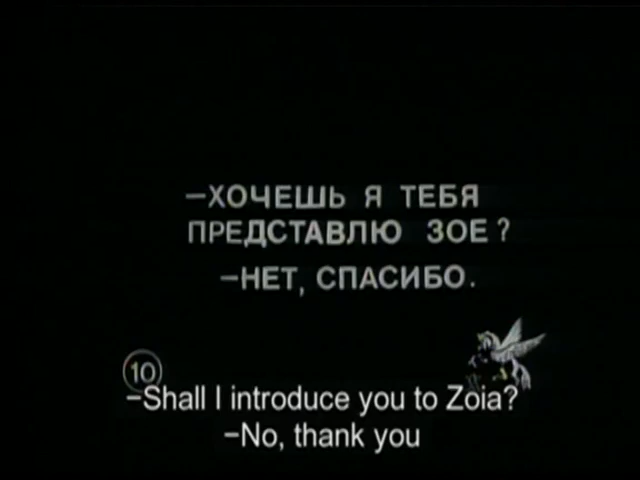 –ХОЧЕШЬ Я ТЕБЯ
ПРЕДСТАВЛЮ ЗОЕ?
–НЕТ, СПАСИБО.
10
–Shall I introduce you to Zoia?
–No, thank you